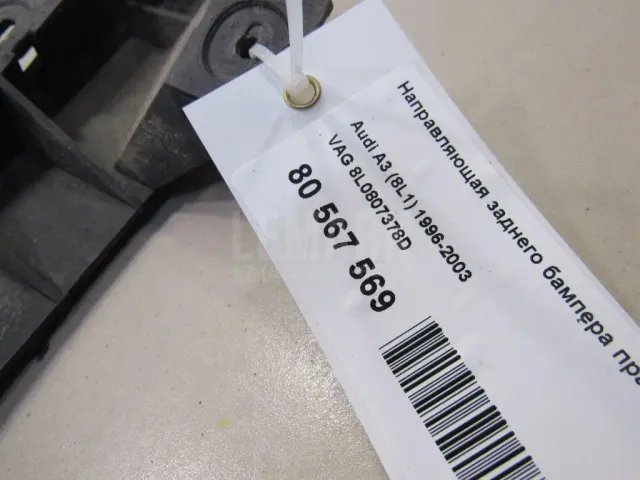 Направляющая заднего бампера пра
Audi A3 (8L1) 1996-2003
VAG 8L0807378D
80 567 569